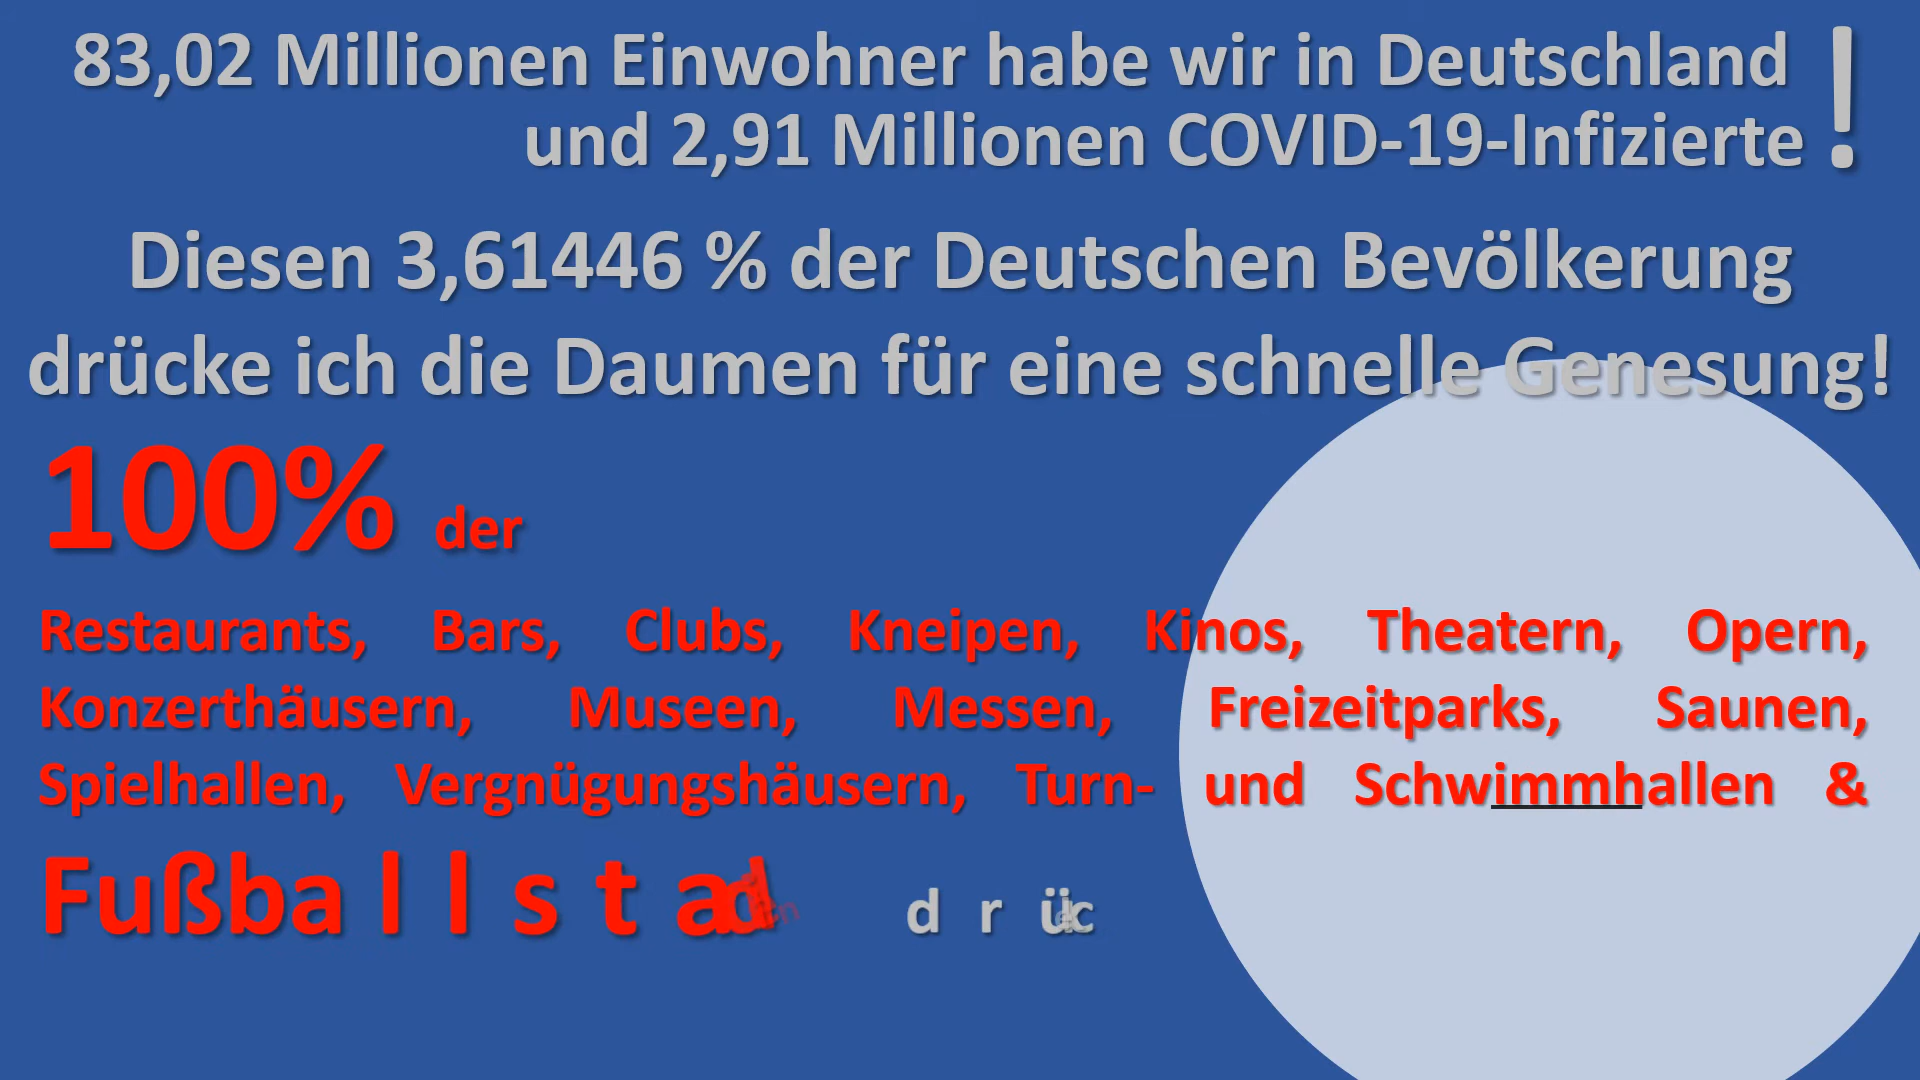 83,02 Millionen Einwohner habe wir in Deutschland
und 2,91 Millionen COVID-19-Infizierte !
Diesen 3,61446 % der Deutschen Bevölkerung
drücke ich die Daumen für eine schnelle Genesung!
100% der
Restaurants, Bars, Clubs, Kneipen, Kinos, Theatern, Opern,
Konzerthäusern, Museen, Messen, Freizeitparks, Saunen,
Spielhallen, Vergnügungshäusern, Turn- und Schwimmhallen &